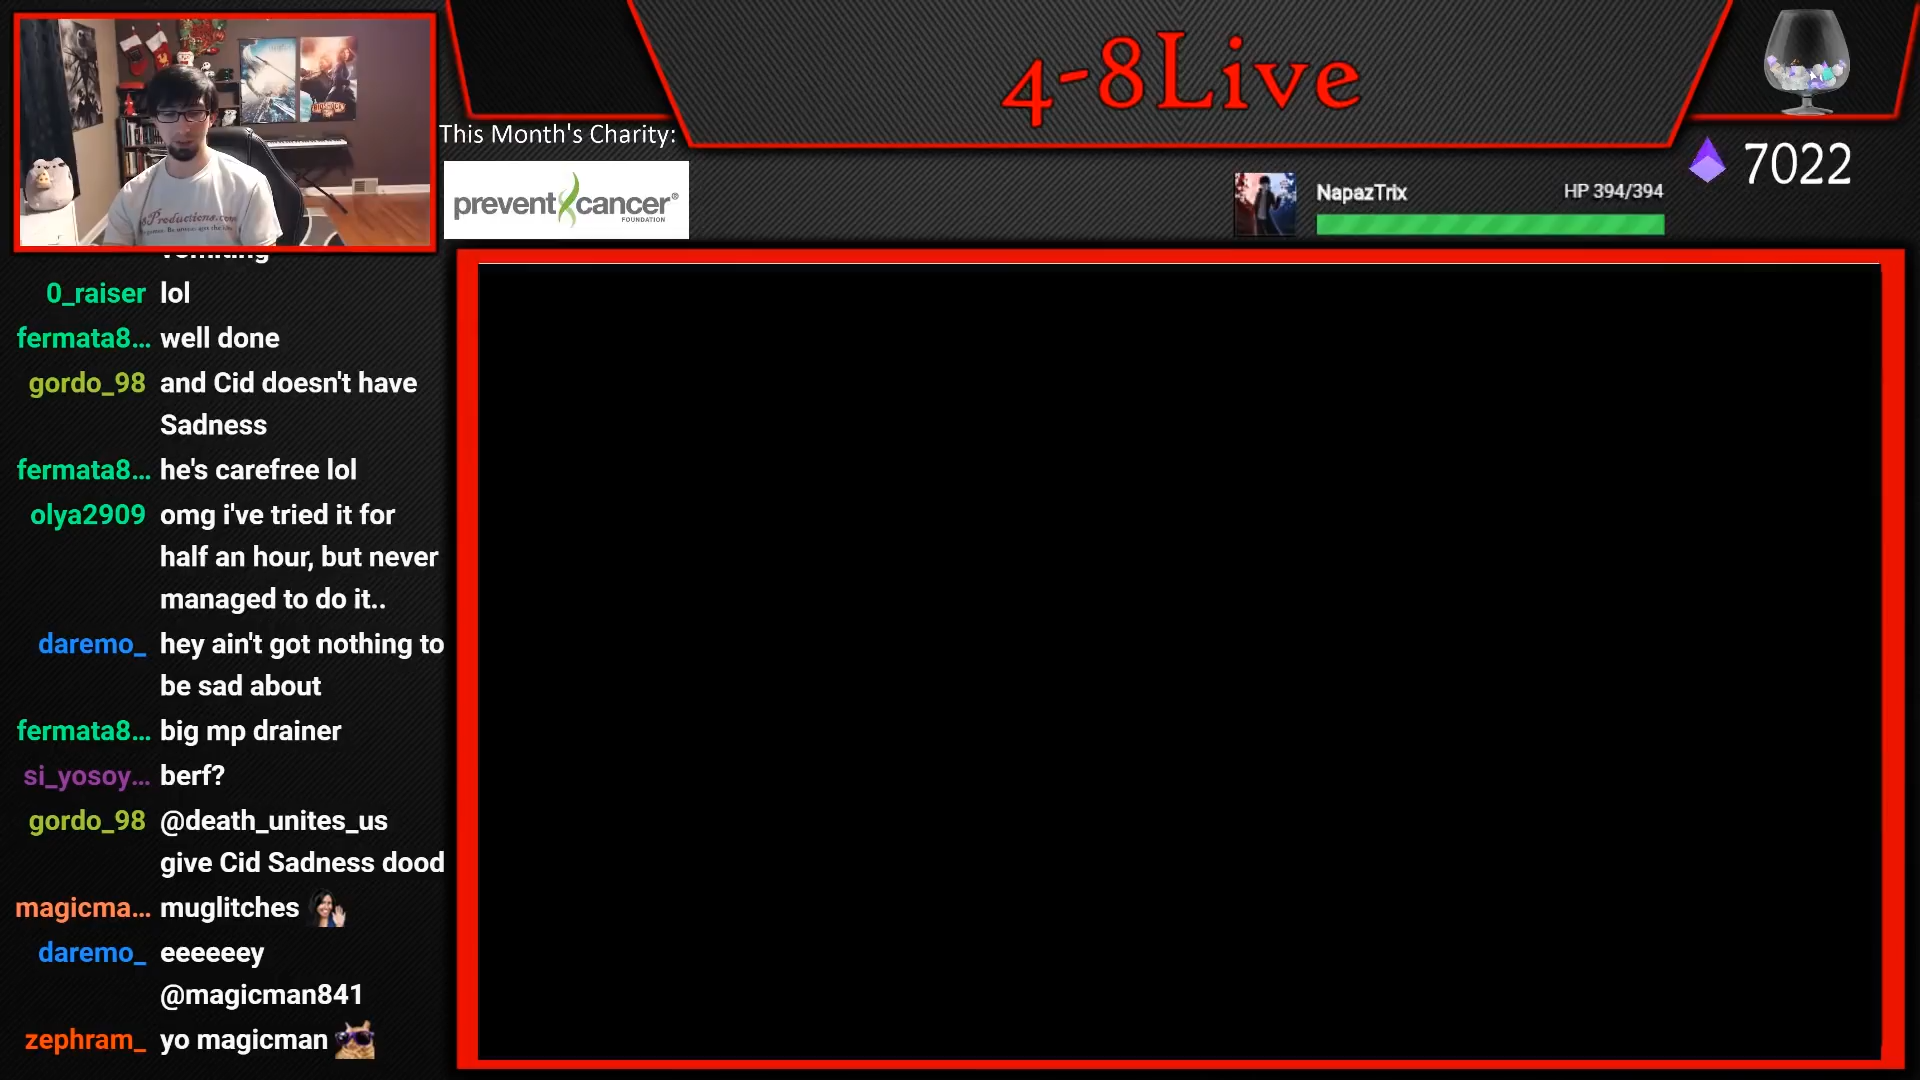 4-8Live
This Month's Charity:
prevent cancer®
FOUNDATION
NapazTrix
HP 394/394
7022
BIOSHOCK
vomiting
0_raiser lol
fermata8... well done
gordo_98 and Cid doesn't have
Sadness
fermata8... he's carefree lol
olya2909 omg i've tried it for
half an hour, but never
managed to do it..
daremo_ hey ain't got nothing to
be sad about
fermata8... big mp drainer
si_yosoy... berf?
gordo_98 @death_unites_us
give Cid Sadness dood
magicma... muglitches
daremo_ eeeeeey
@magicman841
zephram_ yo magicman